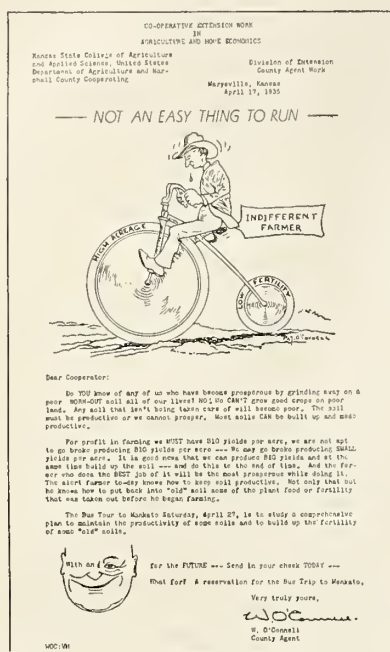 CO-OPERATIVE EXTENSION WORK
IN
AGRICULTURE AND HOME ECONOMICS
Kansas State College of Agriculture
and Applied Science, United States
Department of Agriculture and Mar-
shall County Cooperating
Division of Extension
County Agent Work
Marysville, Kansas
April 17, 1935
NOT AN EASY THING TO RUN
INDIFFERENT
FARMER
HIGH ACREAGE
LOW FERTILITY
Dear Cooperator:
Do YOU know of any of us who have become prosperous by grinding away on a
poor WORN-OUT soil all of our lives? NO! We CAN'T grow good crops on poor
land. Any soil that isn't being taken care of will become poor. The soil
must be productive or we cannot prosper. Most soils CAN be built up and made
productive.
For profit in farming we MUST have BIG yields per acre, we are not apt
to go broke producing BIG yields per acre --- We may go broke producing SMALL
yields per acre. It is good news that we can produce BIG yields and at the
same time build up the soil --- and do this to the end of time. And the far-
mer who does the BEST job of it will be the most prosperous while doing it.
The alert farmer to-day knows how to keep soil productive. Not only that but
he knows how to put back into "old" soil some of the plant food or fertility
that was taken out before he began farming.
The Bus Tour to Mankato Saturday, April 27, is to study a comprehensive
plan to maintain the productivity of some soils and to build up the fertility
of some "old" soils.
With an
for the FUTURE --- Send in your check TODAY ---
What for? A reservation for the Bus Trip to Mankato.
Very truly yours,
W. O'Connell
W. O'Connell
County Agent
WOC:VH